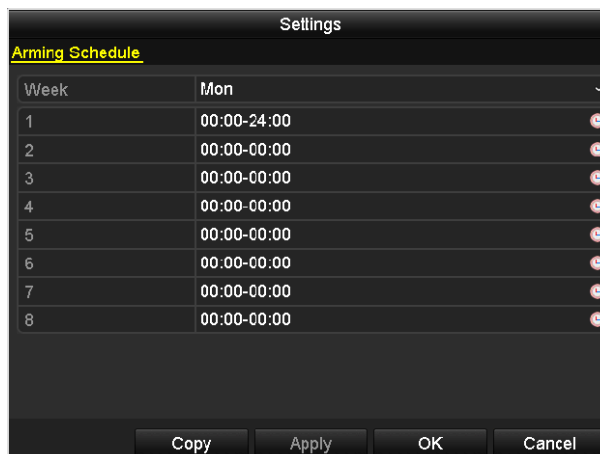 Settings
Arming Schedule
Week Mon
1 00:00-24:00
2 00:00-00:00
3 00:00-00:00
4 00:00-00:00
5 00:00-00:00
6 00:00-00:00
7 00:00-00:00
8 00:00-00:00
Copy Apply OK Cancel